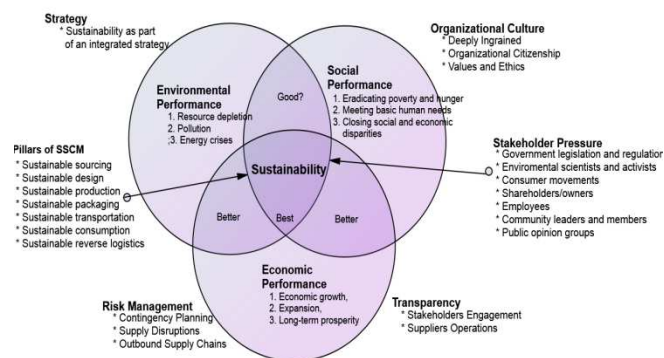 Strategy
* Sustainability as part
of an integrated strategy
Organizational Culture
* Deeply Ingrained
* Organizational Citizenship
* Values and Ethics
Environmental
Performance
1. Resource depletion
2. Pollution
;3. Energy crises
Good?
Social
Performance
1. Eradicating poverty and hunger
2. Meeting basic human needs
3. Closing social and economic
disparities
Pillars of SSCM
* Sustainable sourcing
* Sustainable design
* Sustainable production
* Sustainable packaging
* Sustainable transportation
* Sustainable consumption
* Sustainable reverse logistics
Sustainability
Stakeholder Pressure
* Government legislation and regulation
* Enviromental scientists and activists
* Consumer movements
* Shareholders/owners
* Employees
* Community leaders and members
* Public opinion groups
Better
Best
Better
Economic
Performance
1. Economic growth,
2. Expansion,
3. Long-term prosperity
Risk Management
* Contingency Planning
* Supply Disruptions
* Outbound Supply Chains
Transparency
* Stakeholders Engagement
* Suppliers Operations